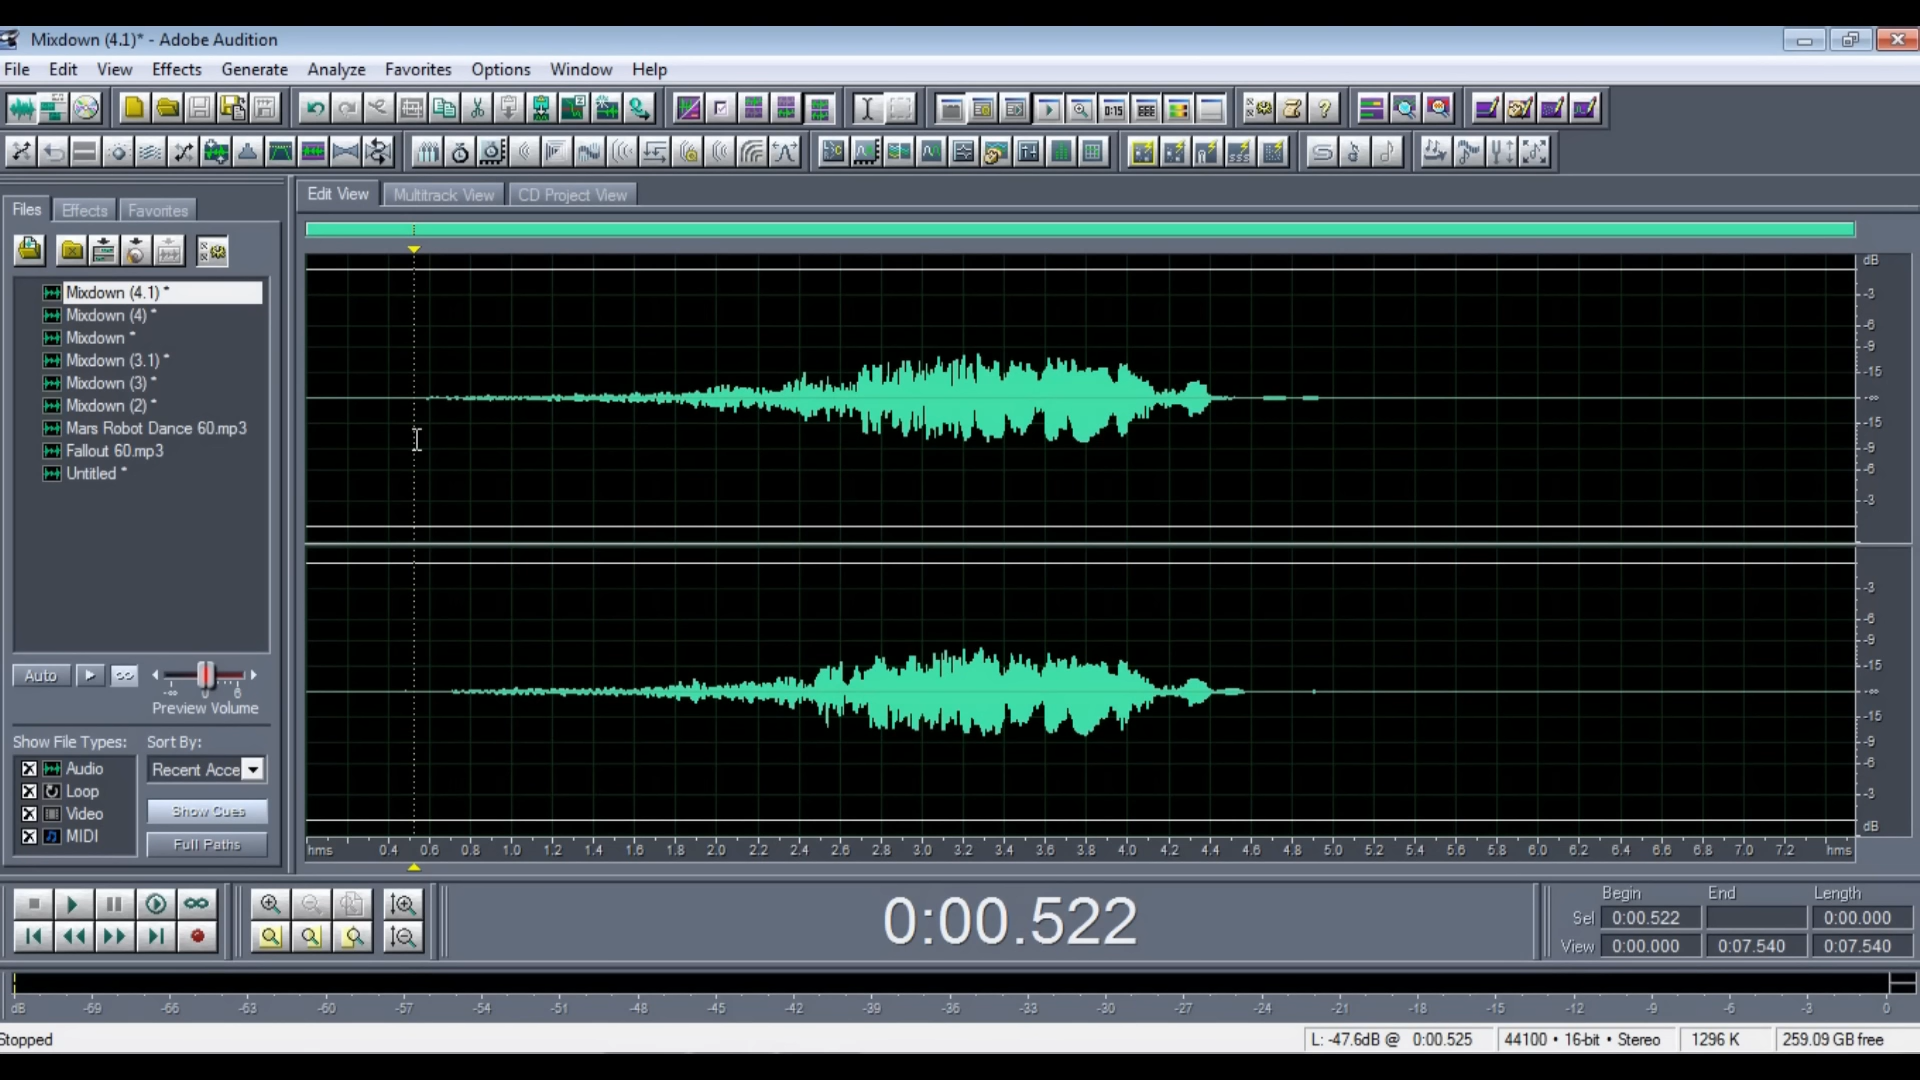 Mixdown (4.1)* - Adobe Audition
File Edit View Effects Generate Analyze Favorites Options Window Help
0:15
Edit View Multitrack View CD Project View
Files Effects Favorites
Mixdown (4.1) *
Mixdown (4) *
Mixdown *
Mixdown (3.1) *
Mixdown (3) *
Mixdown (2) *
Mars Robot Dance 60.mp3
Fallout 60.mp3
Untitled *
Auto
-∞ 0 6
Preview Volume
Show File Types: Sort By:
Audio Recent Acce
Loop
Video Show Cues
MIDI Full Paths
dB
-3
-6
-9
-15
-∞
-15
-9
-6
-3
-3
-6
-9
-15
-∞
-15
-9
-6
-3
dB
hms 0.4 0.6 0.8 1.0 1.2 1.4 1.6 1.8 2.0 2.2 2.4 2.6 2.8 3.0 3.2 3.4 3.6 3.8 4.0 4.2 4.4 4.6 4.8 5.0 5.2 5.4 5.6 5.8 6.0 6.2 6.4 6.6 6.8 7.0 7.2 hms
0:00.522
Begin End Length
Sel 0:00.522 0:00.000
View 0:00.000 0:07.540 0:07.540
dB -69 -66 -63 -60 -57 -54 -51 -48 -45 -42 -39 -36 -33 -30 -27 -24 -21 -18 -15 -12 -9 -6 -3 0
Stopped L: -47.6dB @ 0:00.525 44100 • 16-bit • Stereo 1296 K 259.09 GB free